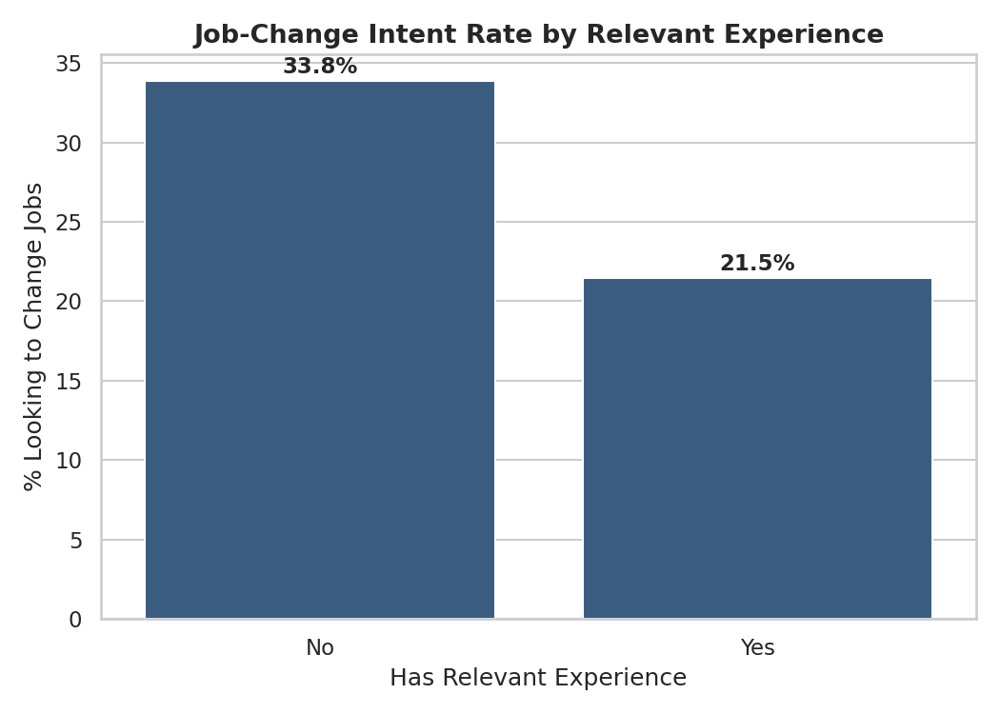 Job-Change Intent Rate by Relevant Experience
35
33.8%
30
25
21.5%
20
15
10
5
0
% Looking to Change Jobs
No
Yes
Has Relevant Experience